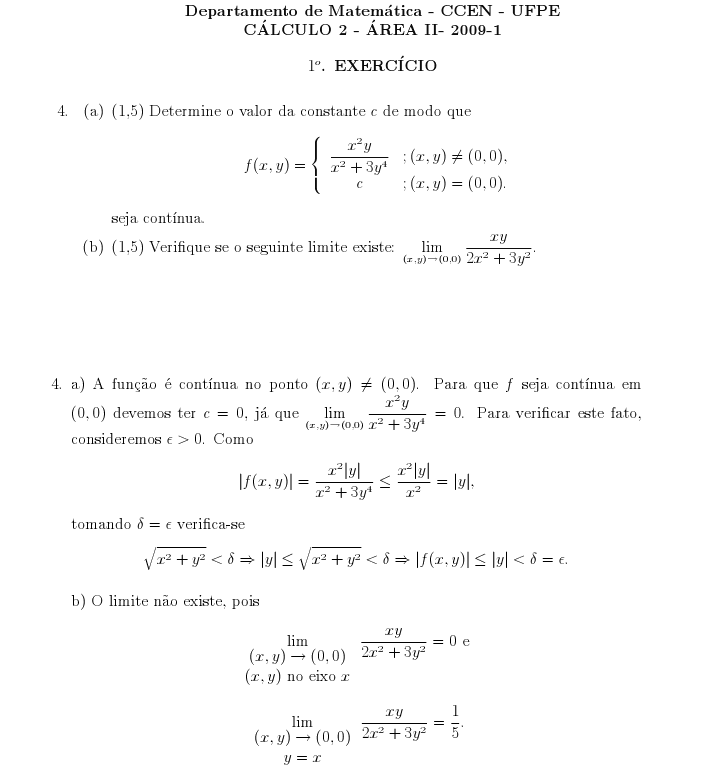 Departamento de Matemática - CCEN - UFPE
CÁLCULO 2 - ÁREA II- 2009-1
1º. EXERCÍCIO
4. (a) (1,5) Determine o valor da constante c de modo que
f(x, y) = { x²y / (x² + 3y⁴) ; (x, y) ≠ (0, 0),
c ; (x, y) = (0, 0).
seja contínua.
(b) (1,5) Verifique se o seguinte limite existe: lim_{(x,y)→(0,0)} xy / (2x² + 3y²).
4. a) A função é contínua no ponto (x, y) ≠ (0, 0). Para que f seja contínua em
(0, 0) devemos ter c = 0, já que lim_{(x,y)→(0,0)} x²y / (x² + 3y⁴) = 0. Para verificar este fato,
consideremos ϵ > 0. Como
|f(x, y)| = x²|y| / (x² + 3y⁴) ≤ x²|y| / x² = |y|,
tomando δ = ϵ verifica-se
√(x² + y²) < δ ⇒ |y| ≤ √(x² + y²) < δ ⇒ |f(x, y)| ≤ |y| < δ = ϵ.
b) O limite não existe, pois
lim xy / (2x² + 3y²) = 0 e
(x, y) → (0, 0)
(x, y) no eixo x
lim xy / (2x² + 3y²) = 1/5.
(x, y) → (0, 0)
y = x